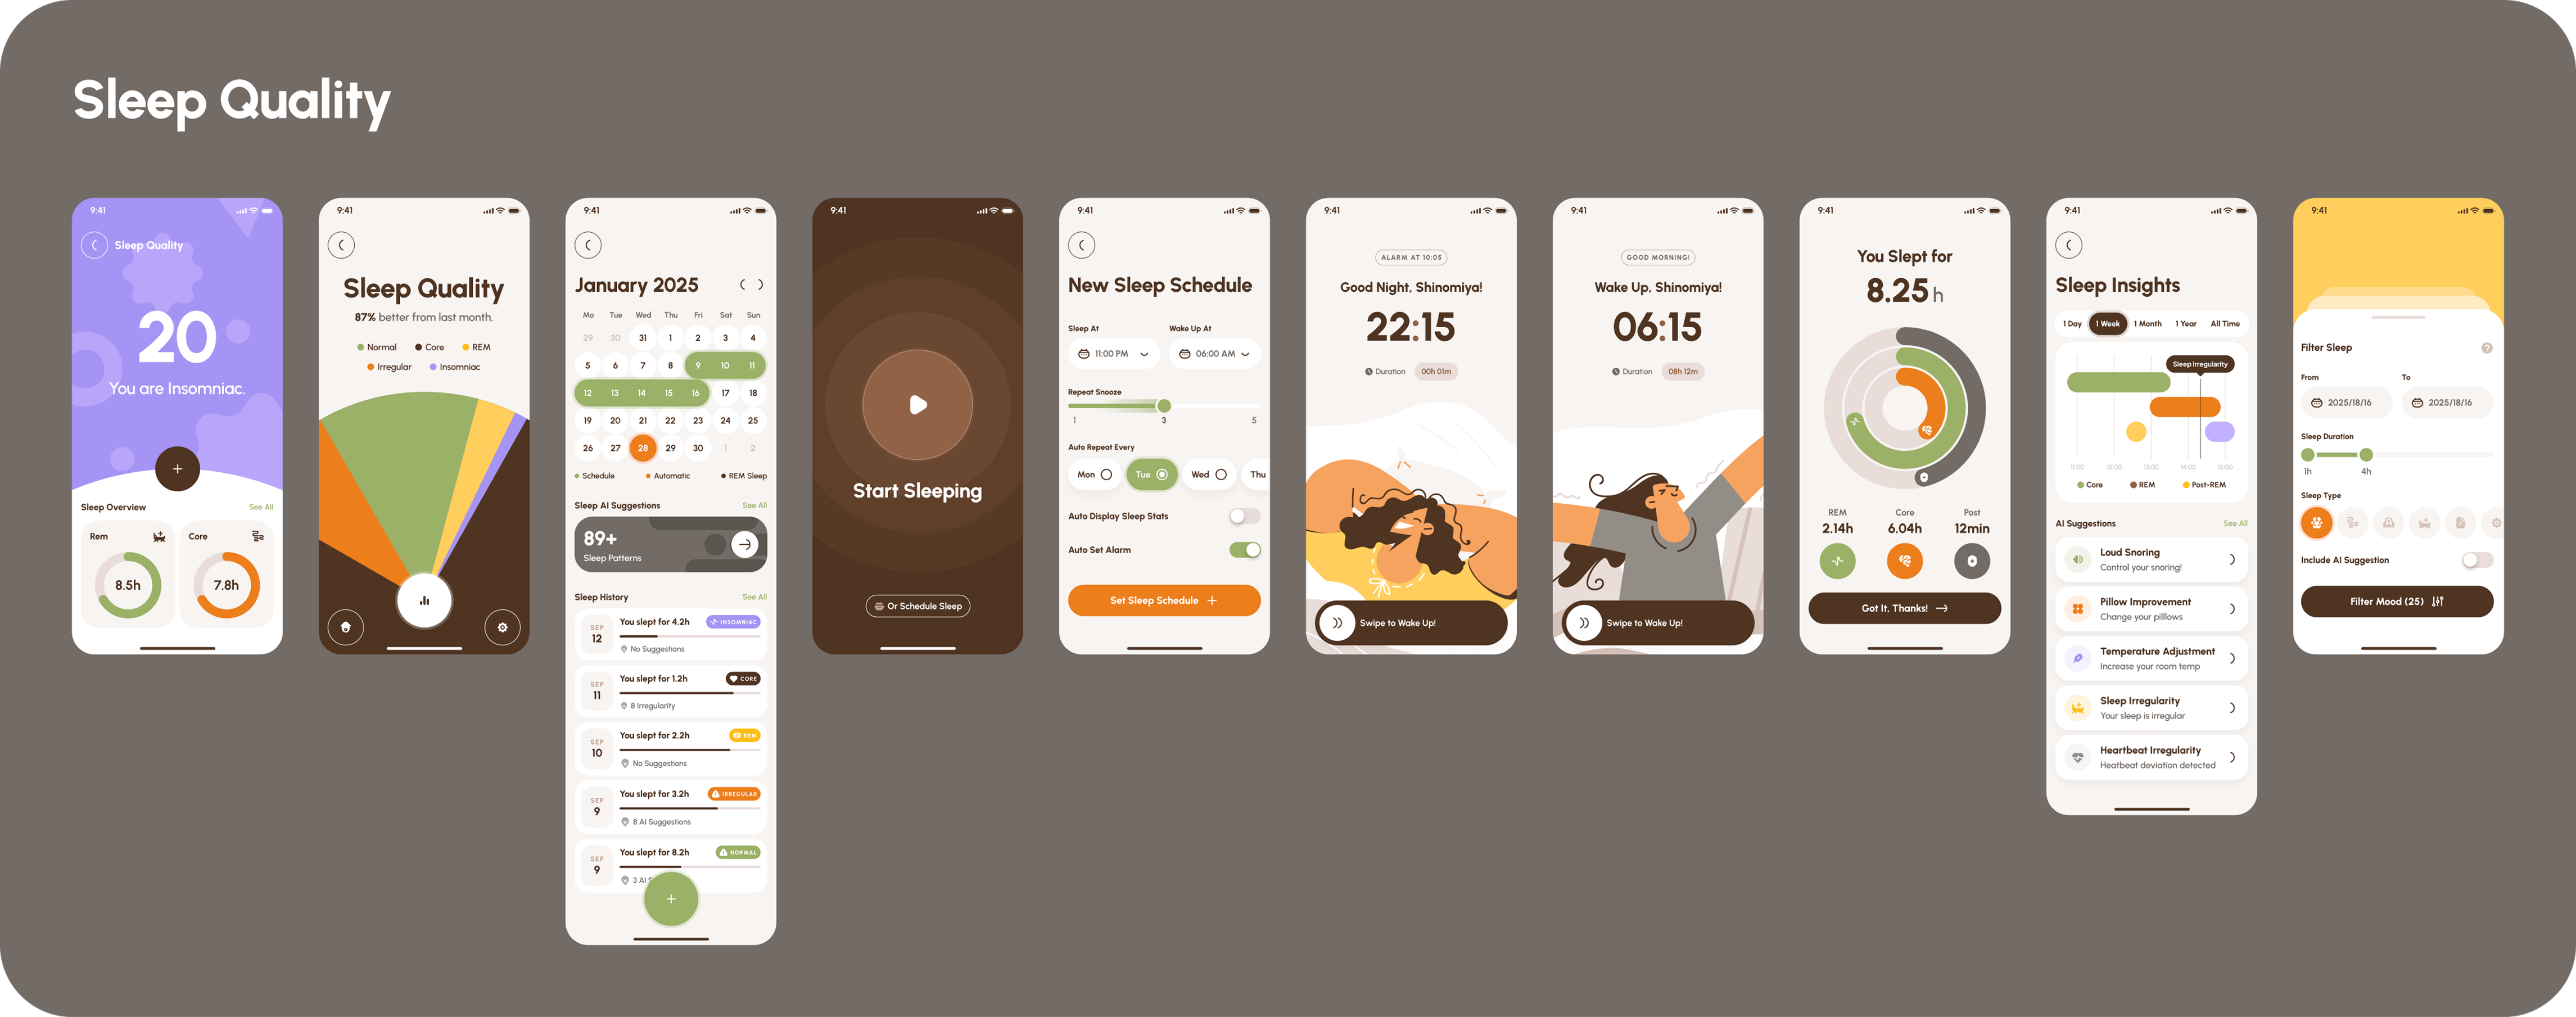 Sleep Quality
9:41
Sleep Quality
20
You are Insomniac.
+
Sleep Overview See All
Rem Core
8.5h 7.8h
9:41
Sleep Quality
87% better from last month.
Normal Core REM
Irregular Insomniac
9:41
January 2025
Mo Tue Wed Thu Fri Sat Sun
29 30 31 1 2 3 4
5 6 7 8 9 10 11
12 13 14 15 16 17 18
19 20 21 22 23 24 25
26 27 28 29 30 1 2
Schedule Automatic REM Sleep
Sleep AI Suggestions See All
89+
Sleep Patterns
Sleep History See All
SEP
12
You slept for 4.2h INSOMNIAC
No Suggestions
SEP
11
You slept for 1.2h CORE
8 Irregularity
SEP
10
You slept for 2.2h REM
No Suggestions
SEP
9
You slept for 3.2h IRREGULAR
8 AI Suggestions
SEP
9
You slept for 8.2h NORMAL
3 AI S
+
9:41
Start Sleeping
Or Schedule Sleep
9:41
New Sleep Schedule
Sleep At Wake Up At
11:00 PM 06:00 AM
Repeat Snooze
1 3 5
Auto Repeat Every
Mon Tue Wed Thu
Auto Display Sleep Stats
Auto Set Alarm
Set Sleep Schedule +
9:41
ALARM AT 10:05
Good Night, Shinomiya!
22:15
Duration 00h 01m
Swipe to Wake Up!
9:41
GOOD MORNING!
Wake Up, Shinomiya!
06:15
Duration 08h 12m
Swipe to Wake Up!
9:41
You Slept for
8.25 h
REM Core Post
2.14h 6.04h 12min
Got It, Thanks! →
9:41
Sleep Insights
1 Day 1 Week 1 Month 1 Year All Time
Sleep Irregularity
11:00 12:00 13:00 14:00 15:00
Core REM Post-REM
AI Suggestions See All
Loud Snoring
Control your snoring!
Pillow Improvement
Change your pilllows
Temperature Adjustment
Increase your room temp
Sleep Irregularity
Your sleep is irregular
Heartbeat Irregularity
Heatbeat deviation detected
9:41
Filter Sleep ?
From To
2025/18/16 2025/18/16
Sleep Duration
1h 4h
Sleep Type
Include AI Suggestion
Filter Mood (25)